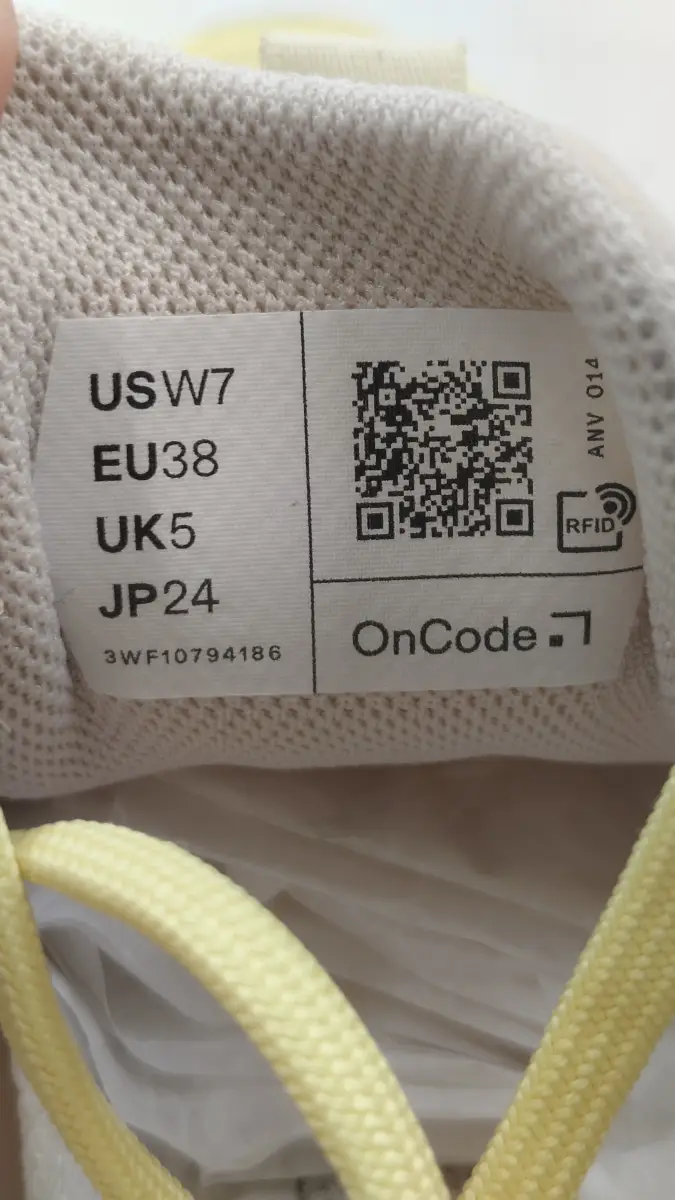 USW7
EU38
UK5
JP24
3WF10794186
ANV 014
RFID
OnCode